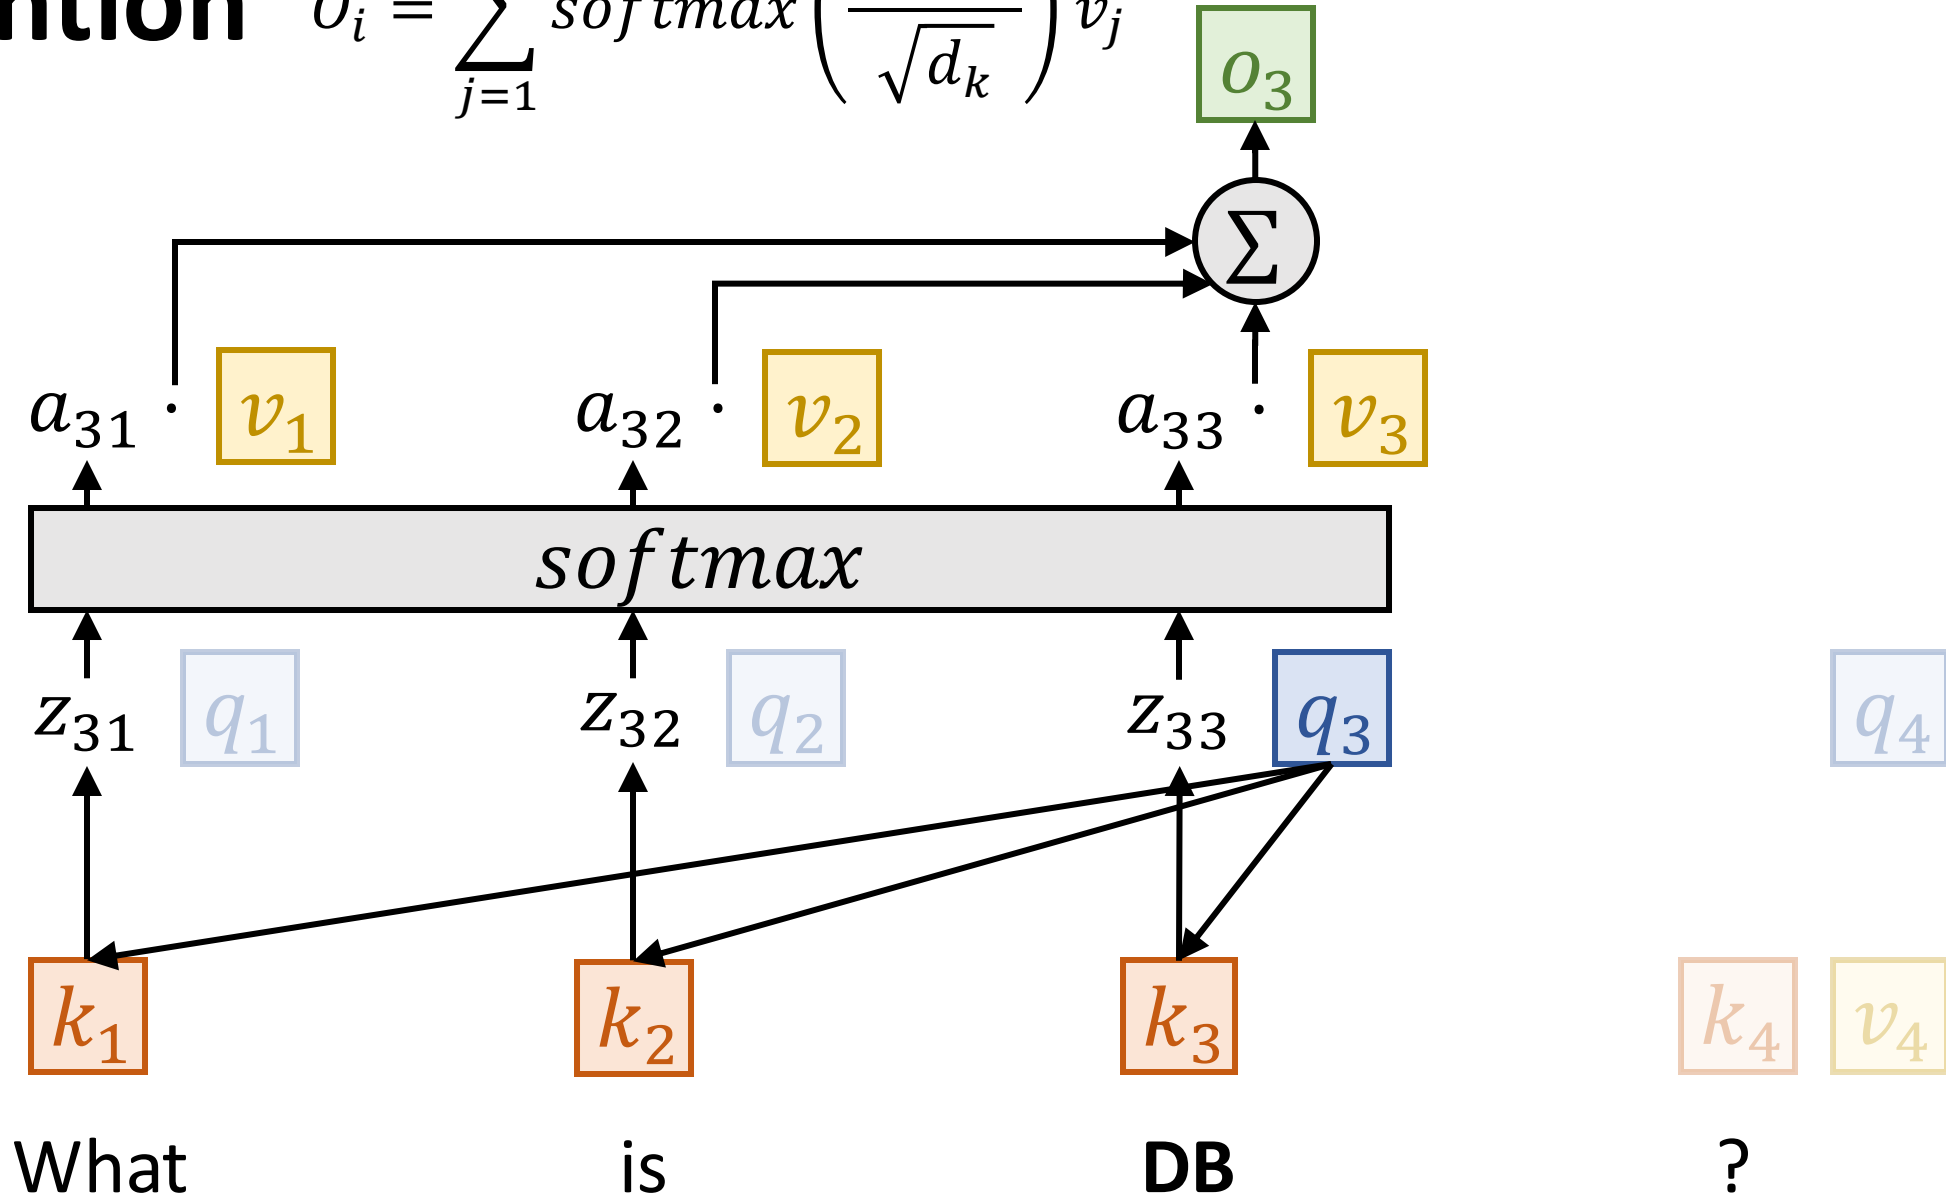 ntion O_i = ∑_{j=1} softmax( / √d_k ) v_j
o_3
∑
a_31 · v_1 a_32 · v_2 a_33 · v_3
softmax
z_31 q_1 z_32 q_2 z_33 q_3 q_4
k_1 k_2 k_3 k_4 v_4
What is DB ?